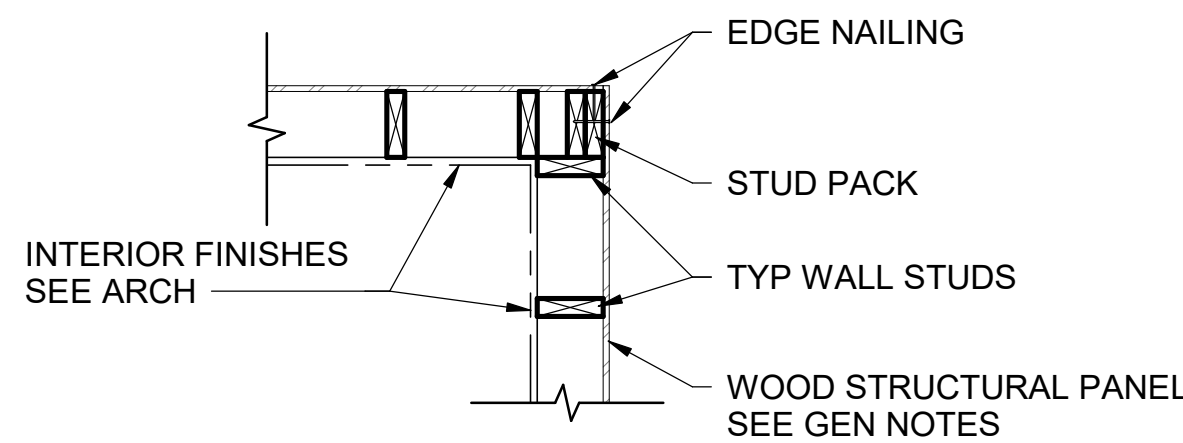 EDGE NAILING
STUD PACK
INTERIOR FINISHES
SEE ARCH
TYP WALL STUDS
WOOD STRUCTURAL PANEL
SEE GEN NOTES